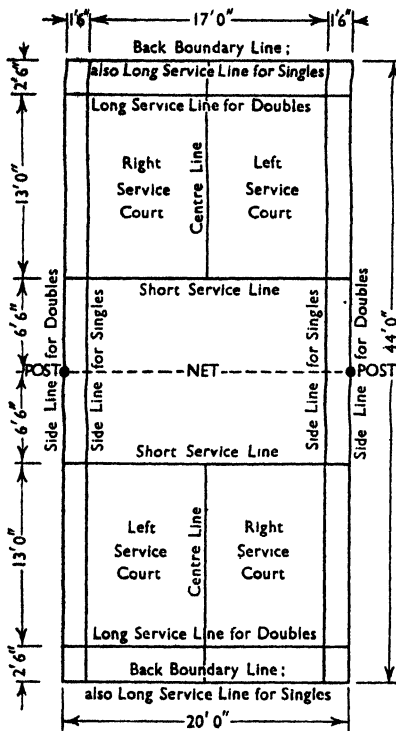 1'6"
17'0"
1'6"
Back Boundary Line;
also Long Service Line for Singles
2'6"
Long Service Line for Doubles
13'0"
Right
Service
Court
Centre Line
Left
Service
Court
Short Service Line
6'6"
Side Line for Doubles
Side Line for Singles
Side Line for Singles
Side Line for Doubles
44'0"
POST
NET
POST
6'6"
Short Service Line
13'0"
Left
Service
Court
Centre Line
Right
Service
Court
Long Service Line for Doubles
2'6"
Back Boundary Line;
also Long Service Line for Singles
20'0"